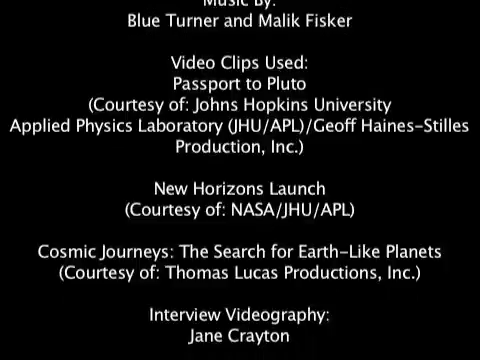 Music By:
Blue Turner and Malik Fisker
Video Clips Used:
Passport to Pluto
(Courtesy of: Johns Hopkins University
Applied Physics Laboratory (JHU/APL)/Geoff Haines-Stilles
Production, Inc.)
New Horizons Launch
(Courtesy of: NASA/JHU/APL)
Cosmic Journeys: The Search for Earth-Like Planets
(Courtesy of: Thomas Lucas Productions, Inc.)
Interview Videography:
Jane Crayton